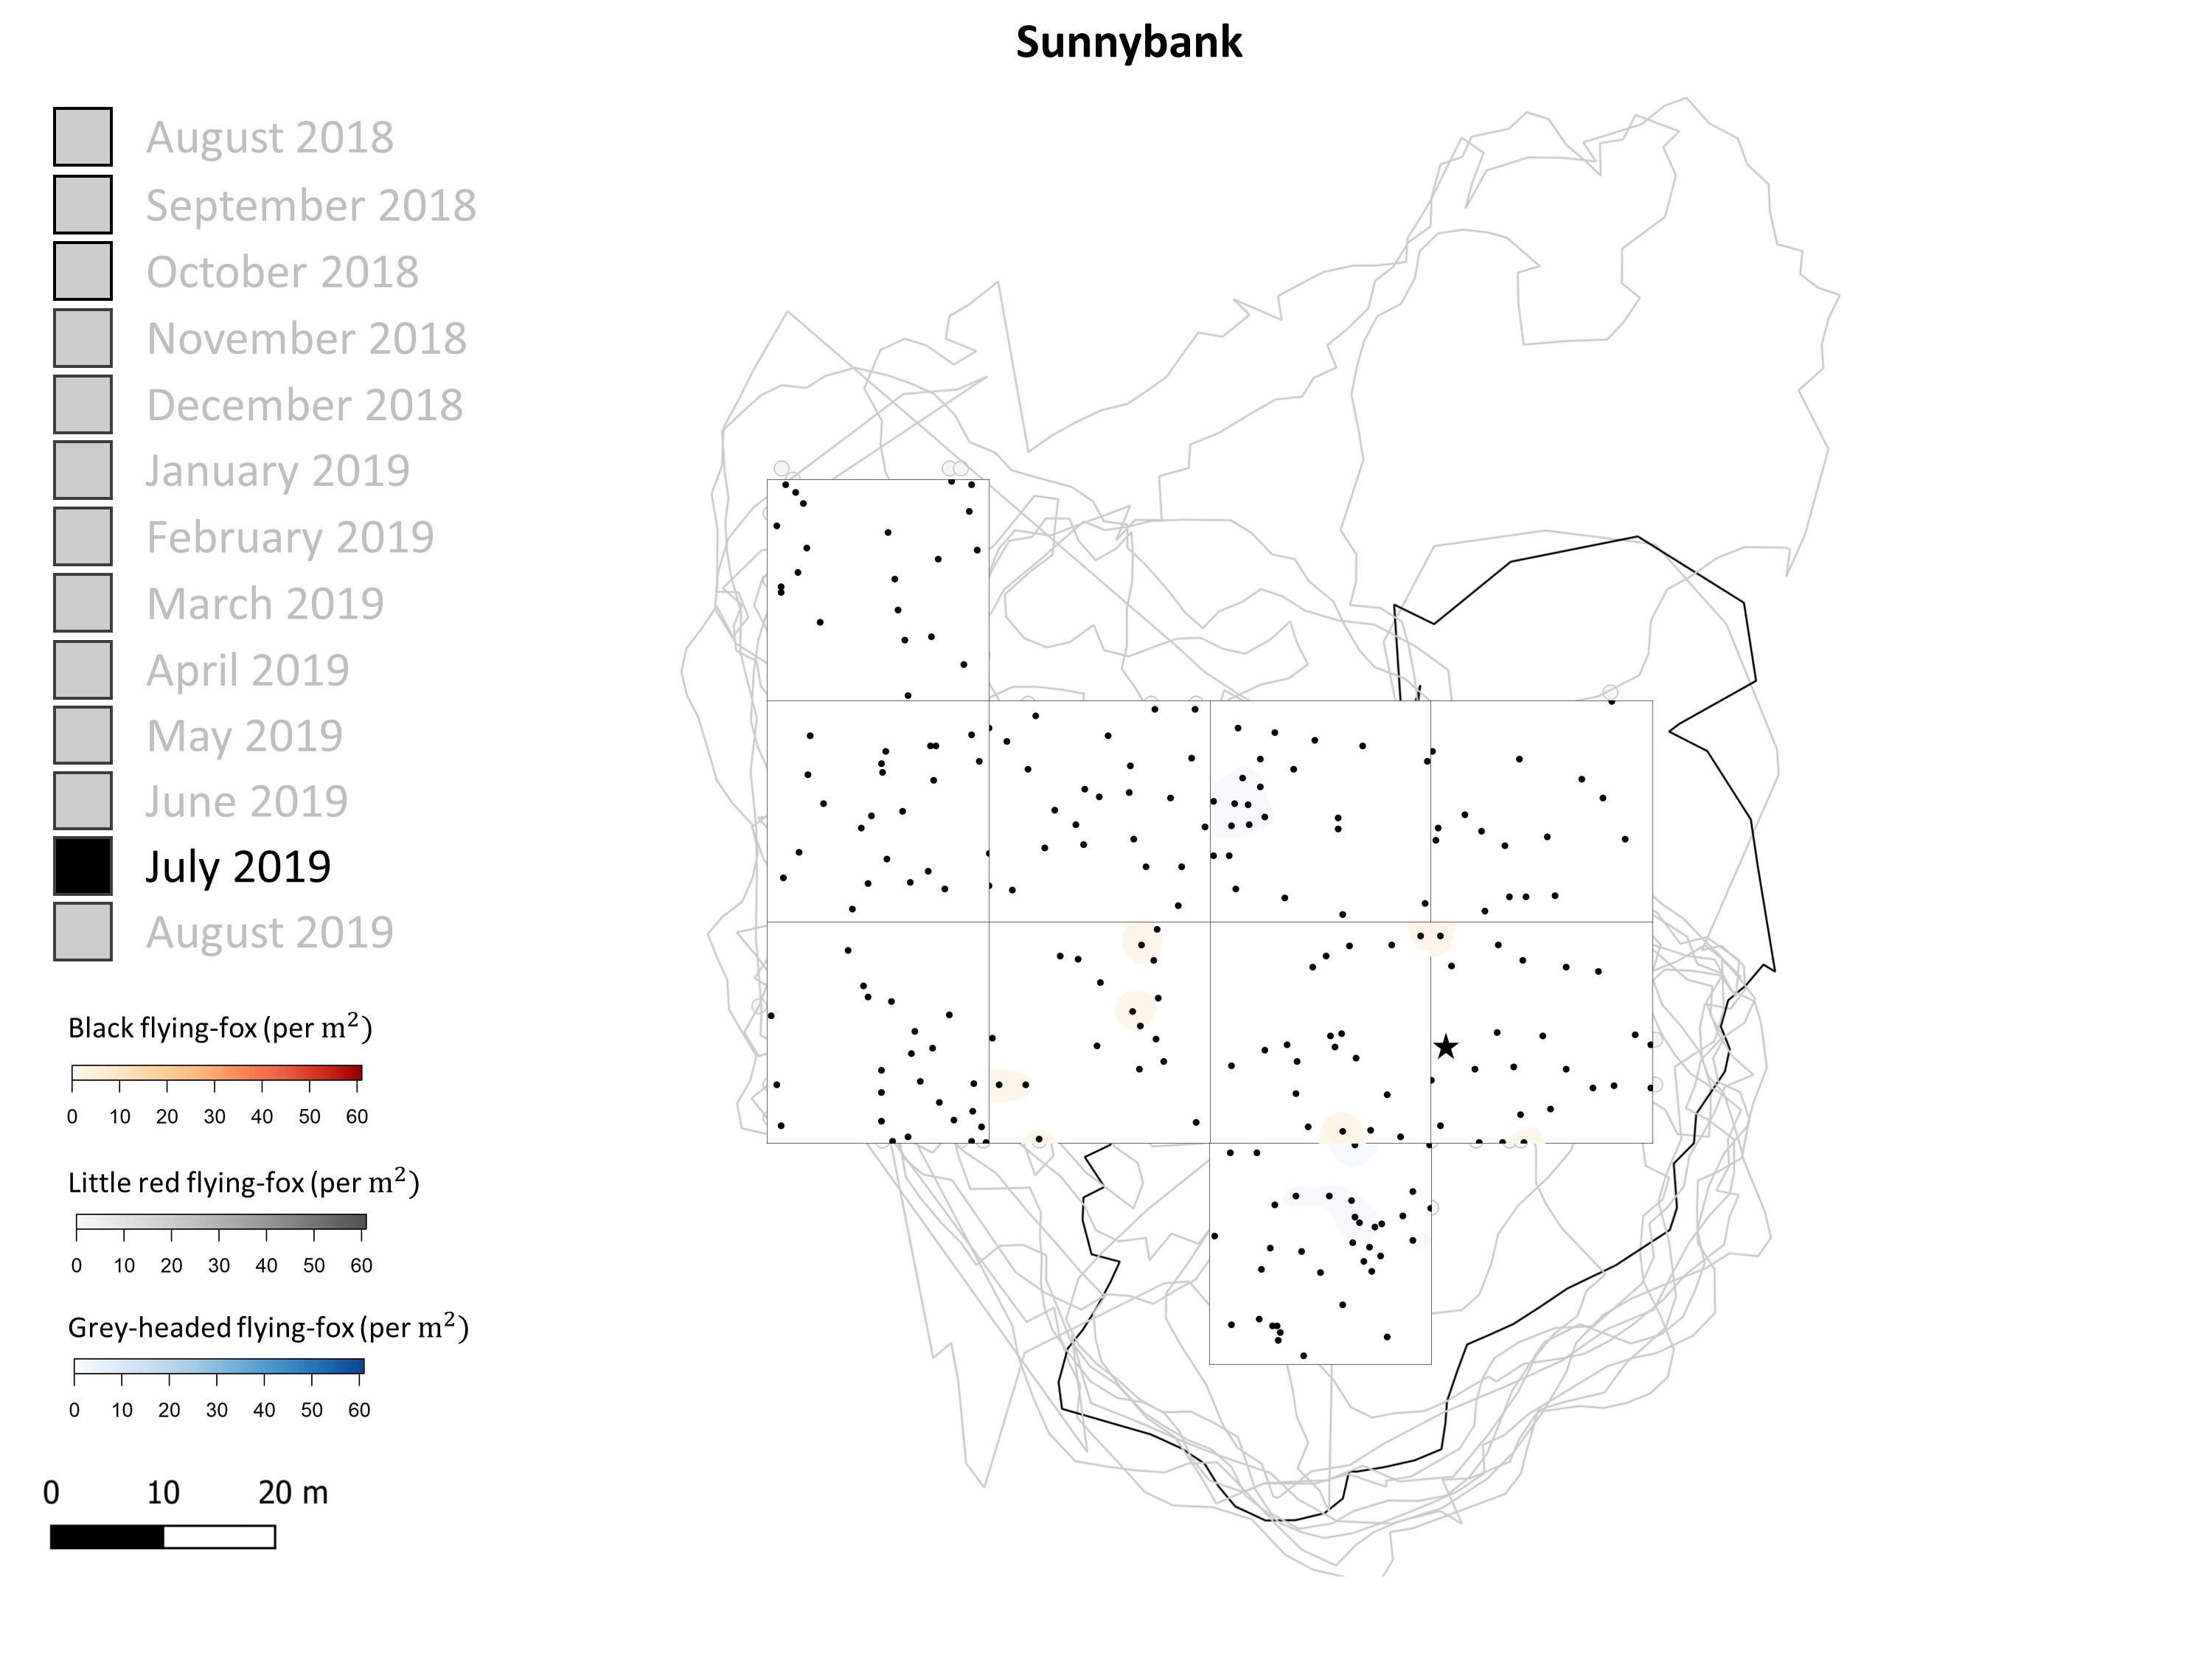 Sunnybank
August 2018
September 2018
October 2018
November 2018
December 2018
January 2019
February 2019
March 2019
April 2019
May 2019
June 2019
July 2019
August 2019
Black flying-fox (per m²)
0 10 20 30 40 50 60
Little red flying-fox (per m²)
0 10 20 30 40 50 60
Grey-headed flying-fox (per m²)
0 10 20 30 40 50 60
0 10 20 m